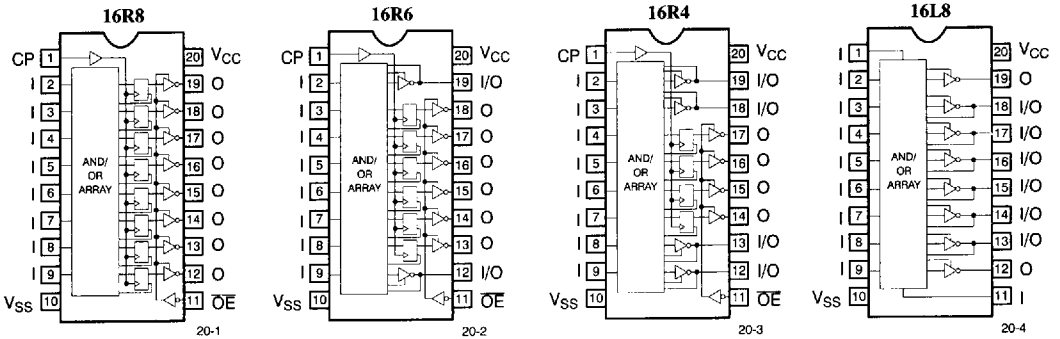 16R8
CP 1 20 VCC
I 2 19 O
I 3 18 O
I 4 17 O
I 5 16 O
I 6 15 O
I 7 14 O
I 8 13 O
I 9 12 O
VSS 10 11 OE
AND/
OR
ARRAY
20-1
16R6
CP 1 20 VCC
I 2 19 I/O
I 3 18 O
I 4 17 O
I 5 16 O
I 6 15 O
I 7 14 O
I 8 13 O
I 9 12 I/O
VSS 10 11 OE
AND/
OR
ARRAY
20-2
16R4
CP 1 20 VCC
I 2 19 I/O
I 3 18 I/O
I 4 17 O
I 5 16 O
I 6 15 O
I 7 14 O
I 8 13 I/O
I 9 12 I/O
VSS 10 11 OE
AND/
OR
ARRAY
20-3
16L8
I 1 20 VCC
I 2 19 O
I 3 18 I/O
I 4 17 I/O
I 5 16 I/O
I 6 15 I/O
I 7 14 I/O
I 8 13 I/O
I 9 12 O
VSS 10 11 I
AND/
OR
ARRAY
20-4